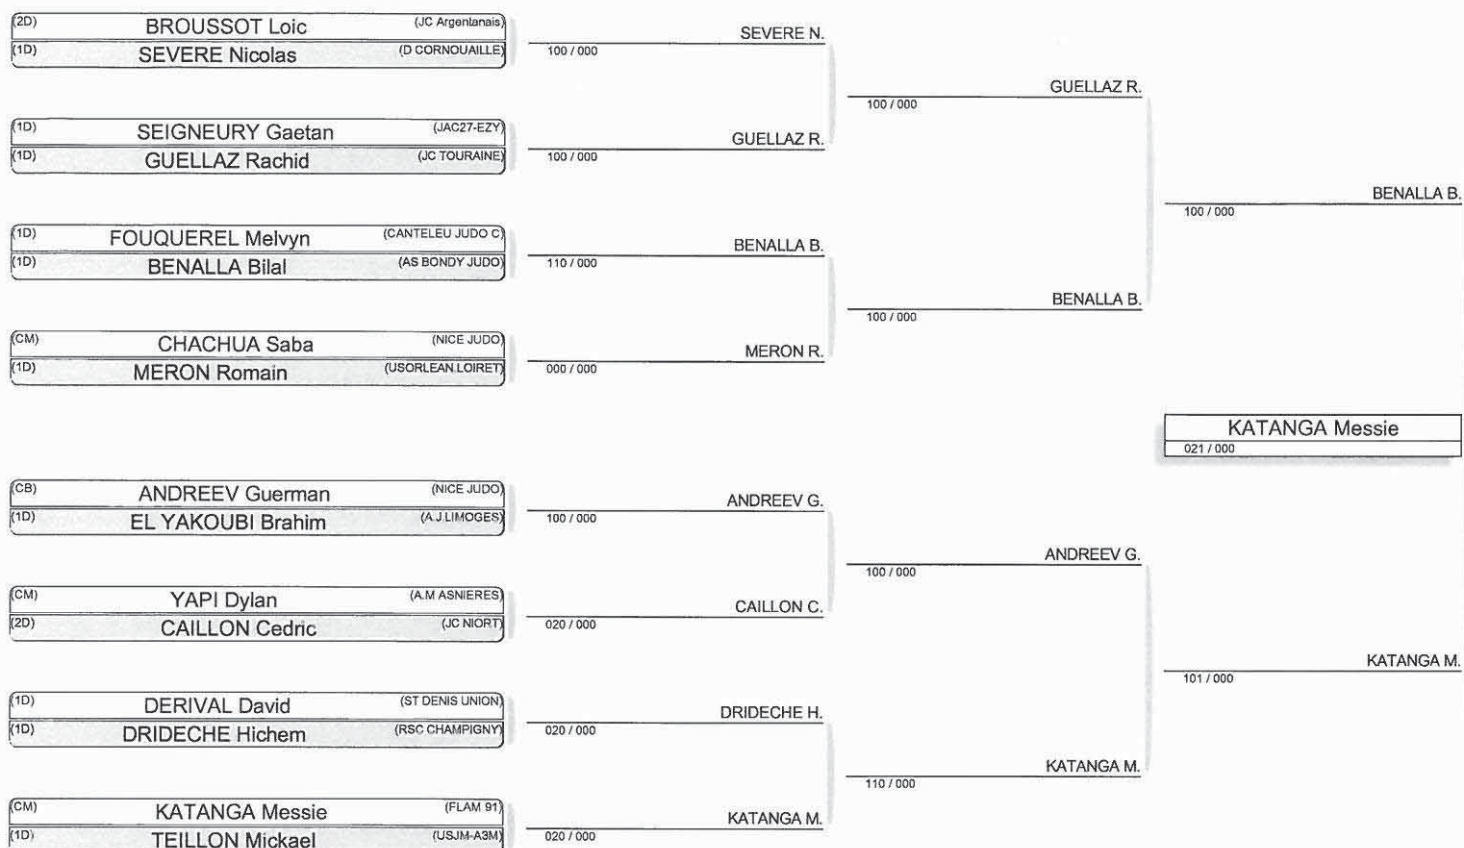 (2D) BROUSSOT Loic (JC Argentanais)
(1D) SEVERE Nicolas (D CORNOUAILLE)
SEVERE N.
100 / 000
GUELLAZ R.
100 / 000
(1D) SEIGNEURY Gaetan (JAC27-EZY)
(1D) GUELLAZ Rachid (JC TOURAINE)
GUELLAZ R.
100 / 000
BENALLA B.
100 / 000
(1D) FOUQUEREL Melvyn (CANTELEU JUDO C)
(1D) BENALLA Bilal (AS BONDY JUDO)
BENALLA B.
110 / 000
BENALLA B.
100 / 000
(CM) CHACHUA Saba (NICE JUDO)
(1D) MERON Romain (USORLEAN.LOIRET)
MERON R.
000 / 000
KATANGA Messie
021 / 000
(CB) ANDREEV Guerman (NICE JUDO)
(1D) EL YAKOUBI Brahim (A.J.LIMOGES)
ANDREEV G.
100 / 000
ANDREEV G.
100 / 000
(CM) YAPI Dylan (A.M ASNIERES)
(2D) CAILLON Cedric (JC NIORT)
CAILLON C.
020 / 000
KATANGA M.
101 / 000
(1D) DERIVAL David (ST DENIS UNION)
(1D) DRIDECHE Hichem (RSC CHAMPIGNY)
DRIDECHE H.
020 / 000
KATANGA M.
110 / 000
(CM) KATANGA Messie (FLAM 91)
(1D) TEILLON Mickael (USJM-A3M)
KATANGA M.
020 / 000